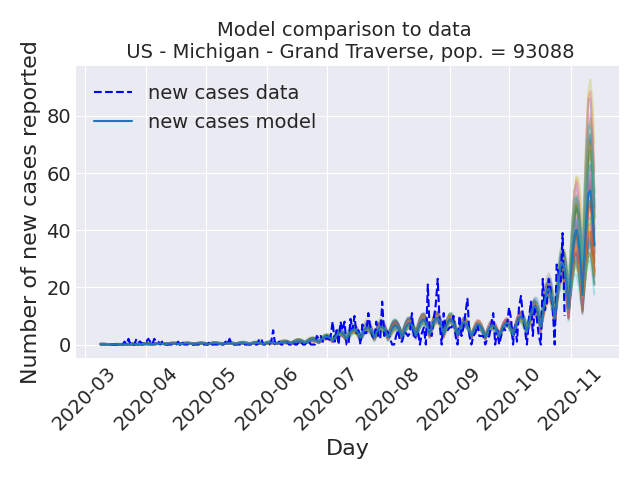 Model comparison to data
US - Michigan - Grand Traverse, pop. = 93088
Number of new cases reported
80
60
40
20
0
new cases data
new cases model
2020-03
2020-04
2020-05
2020-06
2020-07
2020-08
2020-09
2020-10
2020-11
Day